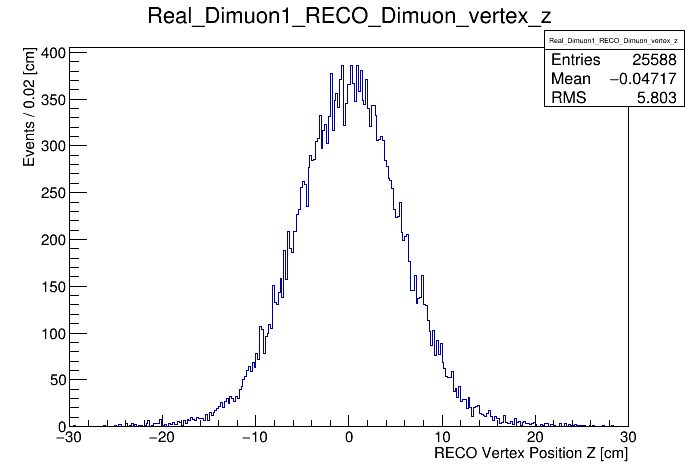 Real_Dimuon1_RECO_Dimuon_vertex_z
Real_Dimuon1_RECO_Dimuon_vertex_z
Entries 25588
Mean −0.04717
RMS 5.803
Events / 0.02 [cm]
400
350
300
250
200
150
100
50
0
−30 −20 −10 0 10 20 30
RECO Vertex Position Z [cm]